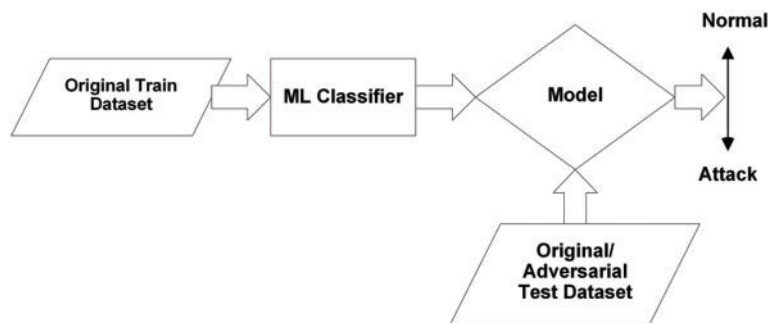 Normal
Original Train
Dataset
ML Classifier
Model
Attack
Original/
Adversarial
Test Dataset